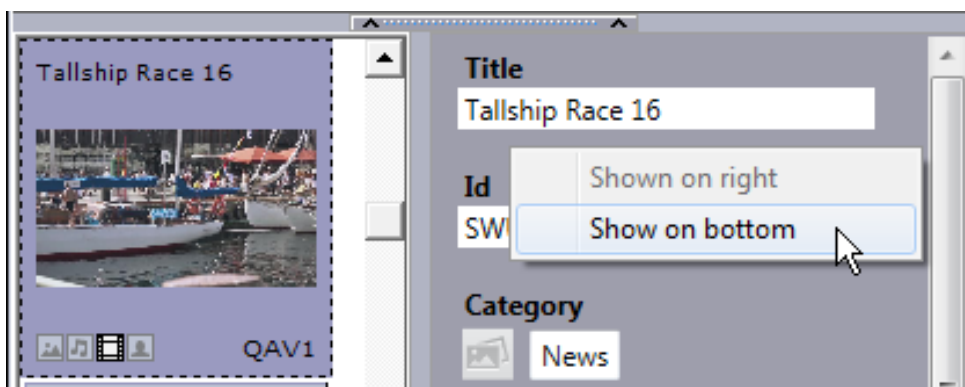 Tallship Race 16
QAV1
Title
Tallship Race 16
Id
SW
Shown on right
Show on bottom
Category
News